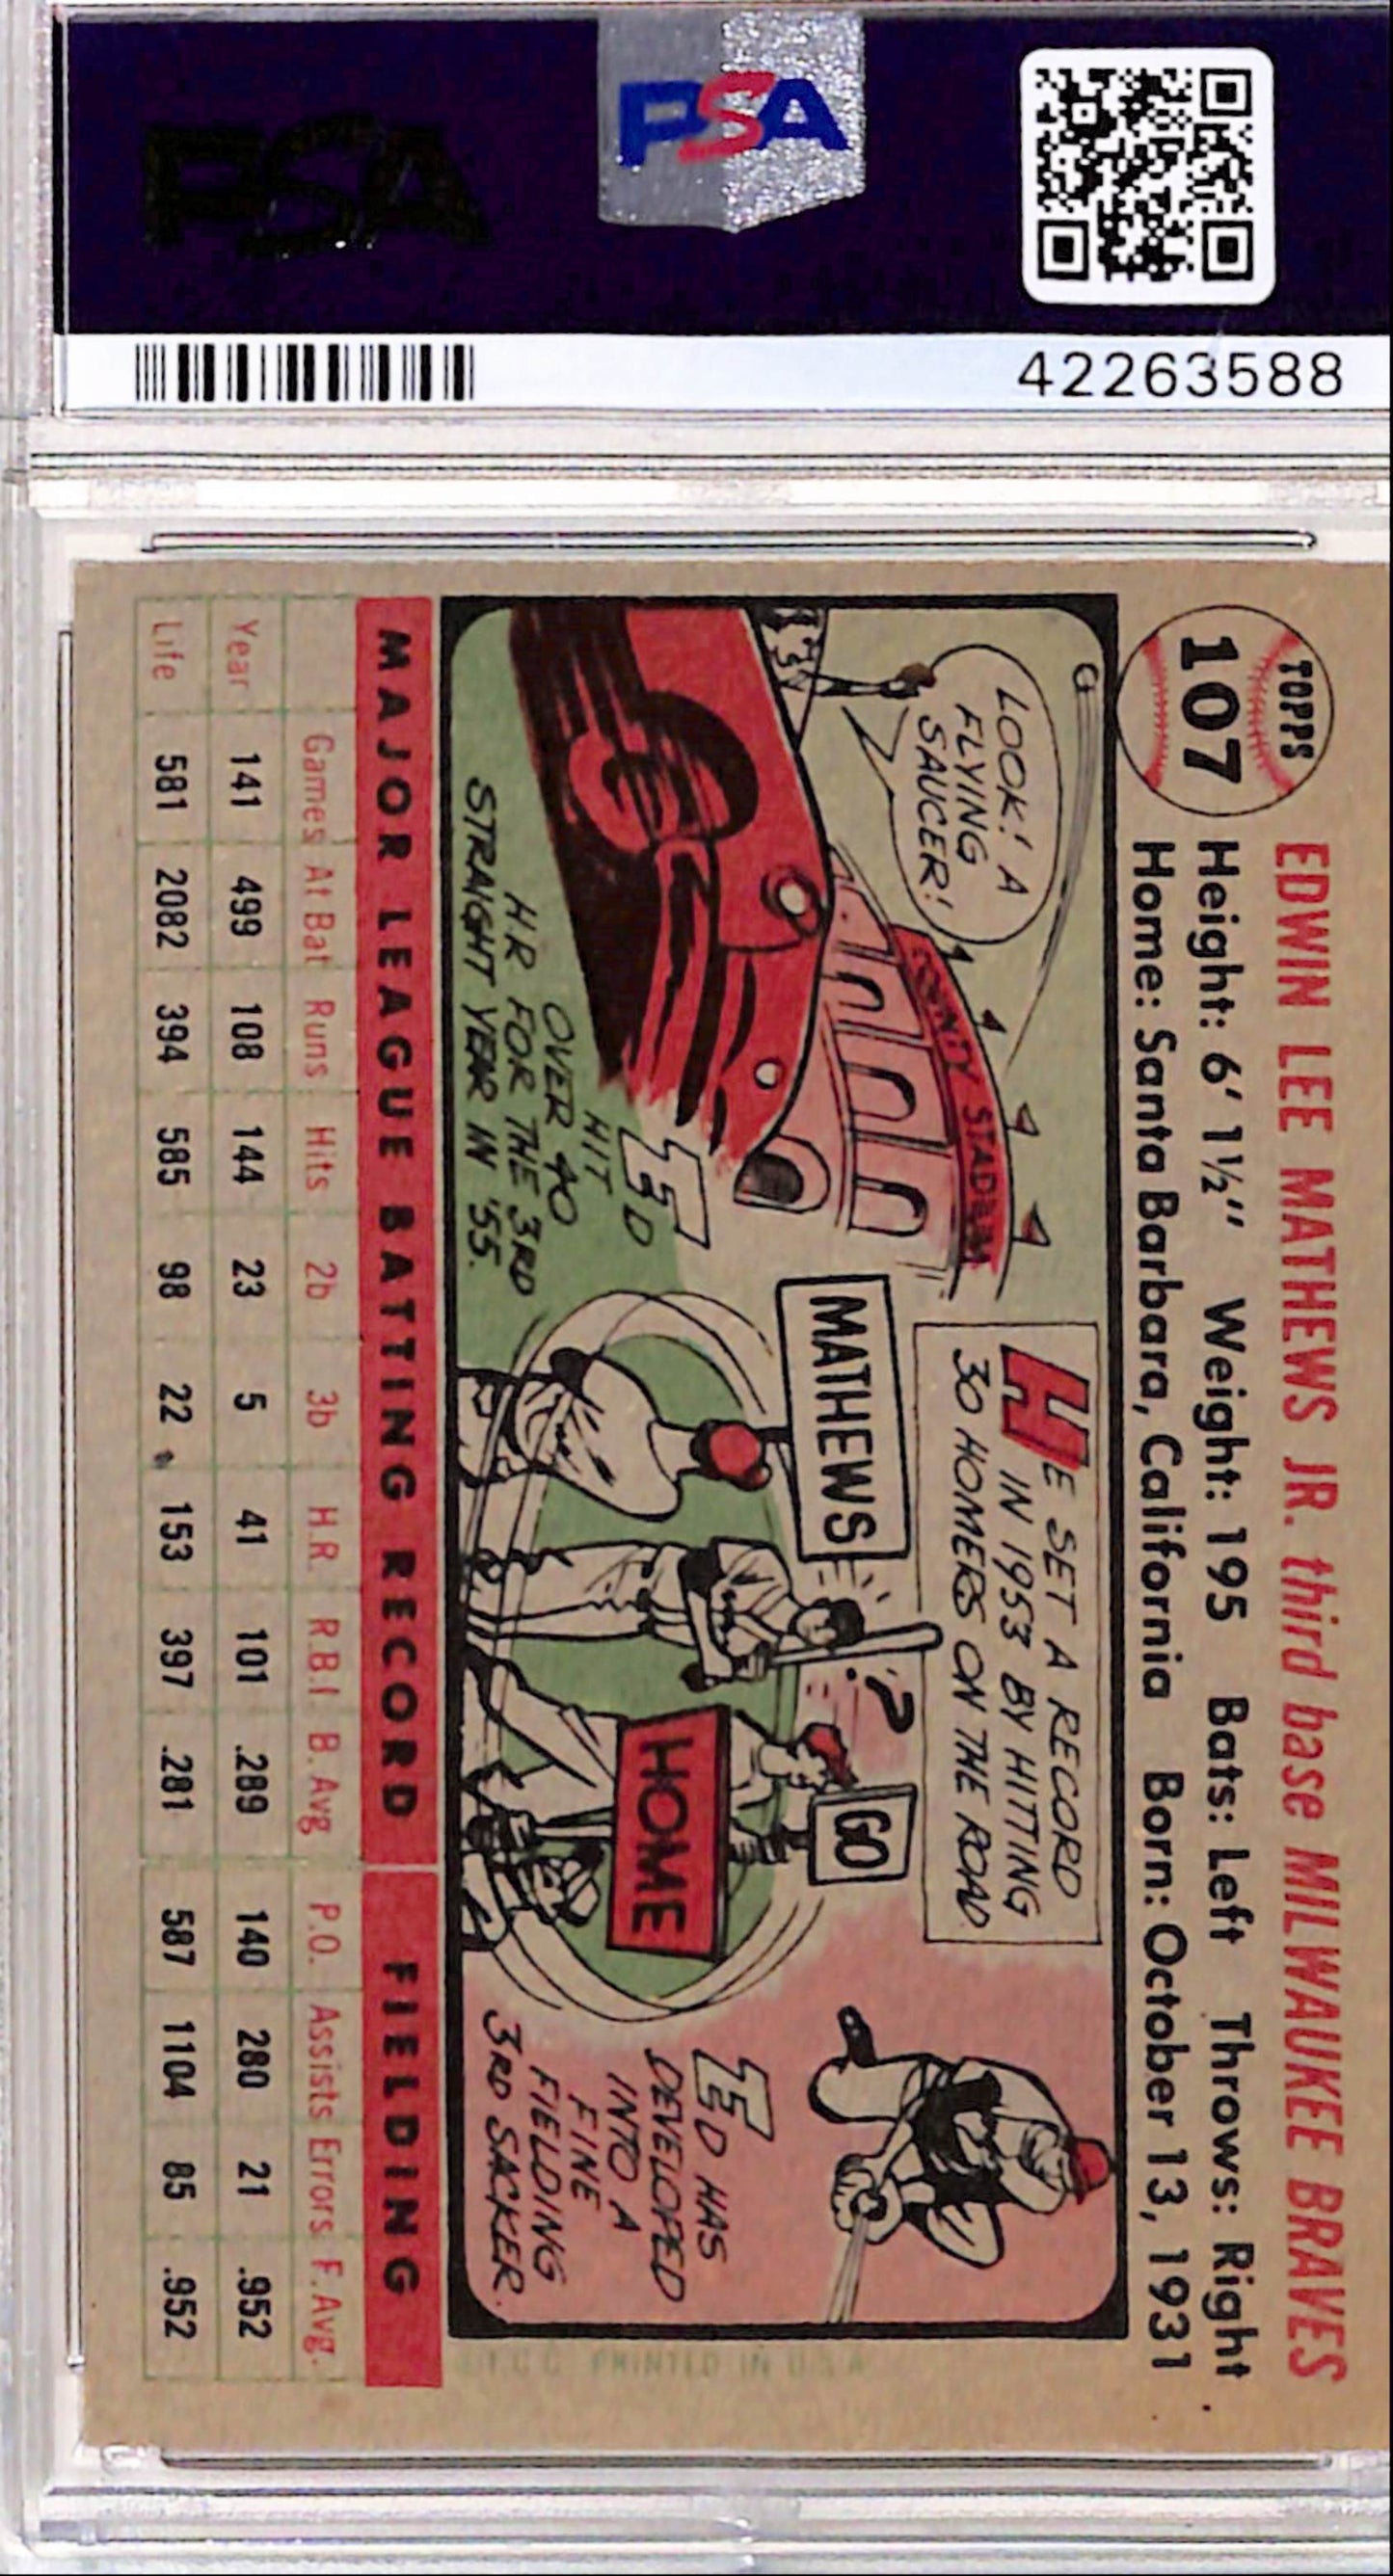 PSA
PSA
42263588
TOPPS
107
EDWIN LEE MATHEWS JR. third base MILWAUKEE BRAVES
Height: 6' 1½" Weight: 195 Bats: Left Throws: Right
Home: Santa Barbara, California Born: October 13, 1931
LOOK! A
FLYING
SAUCER!
COUNTY STADIUM
ED
HIT
OVER 40
HR FOR THE 3RD
STRAIGHT YEAR IN '55.
HE SET A RECORD
IN 1953 BY HITTING
30 HOMERS ON THE ROAD
MATHEWS
?
GO
HOME
ED HAS
DEVELOPED
INTO A
FINE
FIELDING
3RD SACKER.
MAJOR LEAGUE BATTING RECORD FIELDING
Games At Bat Runs Hits 2b 3b H.R. R.B.I. B. Avg P.O. Assists Errors F. Avg.
Year 141 499 108 144 23 5 41 101 .289 140 280 21 .952
Life 581 2082 394 585 98 22 153 397 .281 587 1104 85 .952
T.C.G. PRINTED IN U.S.A.